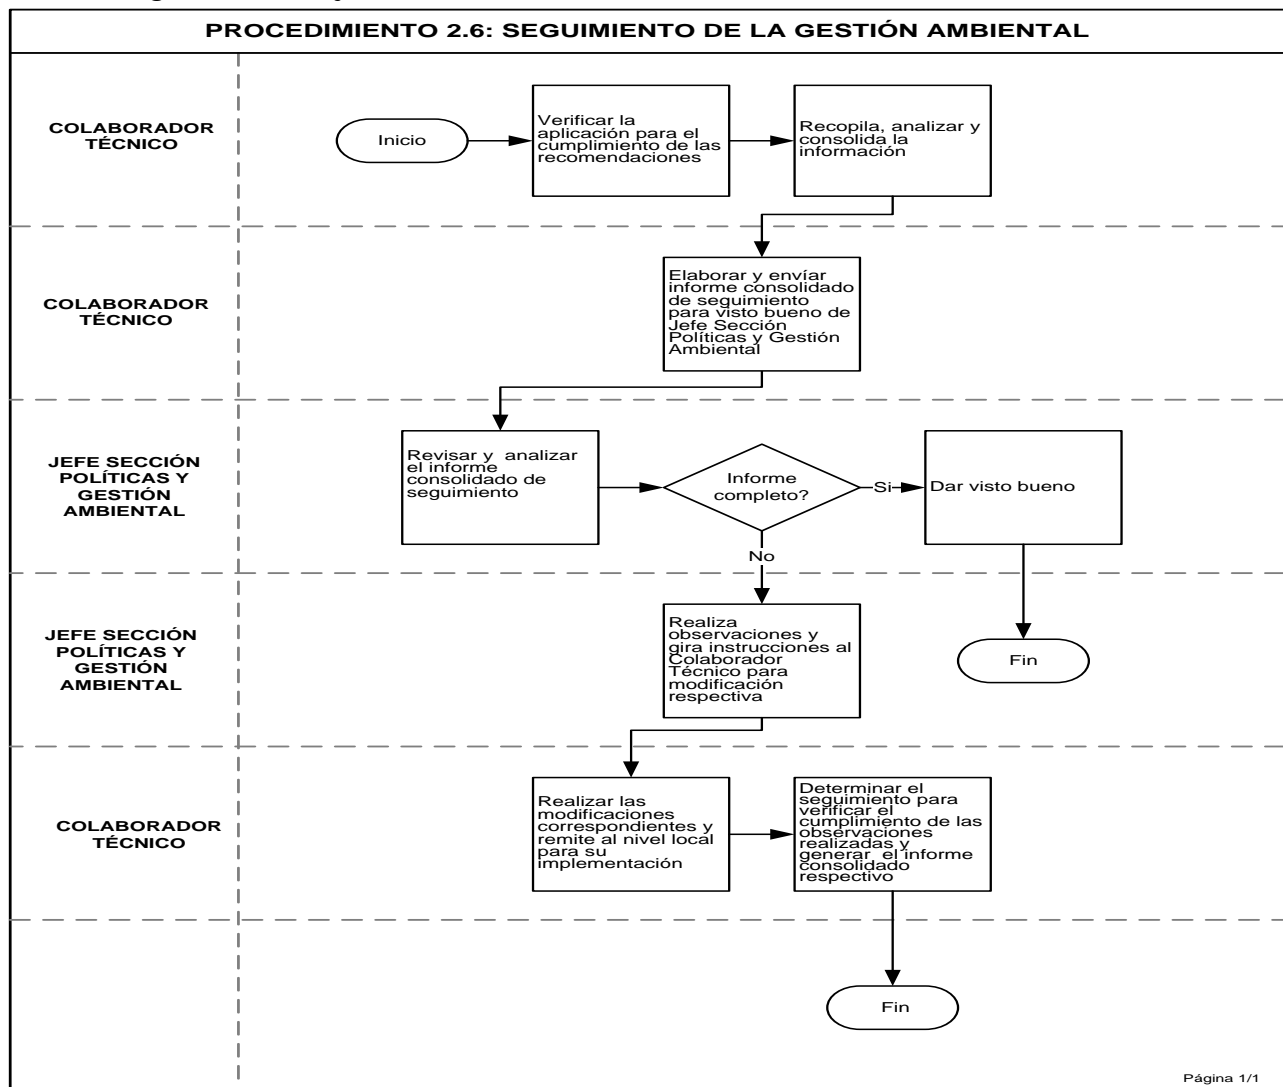 PROCEDIMIENTO 2.6: SEGUIMIENTO DE LA GESTIÓN AMBIENTAL
COLABORADOR
TÉCNICO
Inicio
Verificar la
aplicación para el
cumplimiento de las
recomendaciones
Recopila, analizar y
consolida la
información
COLABORADOR
TÉCNICO
Elaborar y envíar
informe consolidado
de seguimiento
para visto bueno de
Jefe Sección
Políticas y Gestión
Ambiental
JEFE SECCIÓN
POLÍTICAS Y
GESTIÓN
AMBIENTAL
Revisar y analizar
el informe
consolidado de
seguimiento
Informe
completo?
Si
Dar visto bueno
No
JEFE SECCIÓN
POLÍTICAS Y
GESTIÓN
AMBIENTAL
Realiza
observaciones y
gira instrucciones al
Colaborador
Técnico para
modificación
respectiva
Fin
COLABORADOR
TÉCNICO
Realizar las
modificaciones
correspondientes y
remite al nivel local
para su
implementación
Determinar el
seguimiento para
verificar el
cumplimiento de las
observaciones
realizadas y
generar el informe
consolidado
respectivo
Fin
Página 1/1